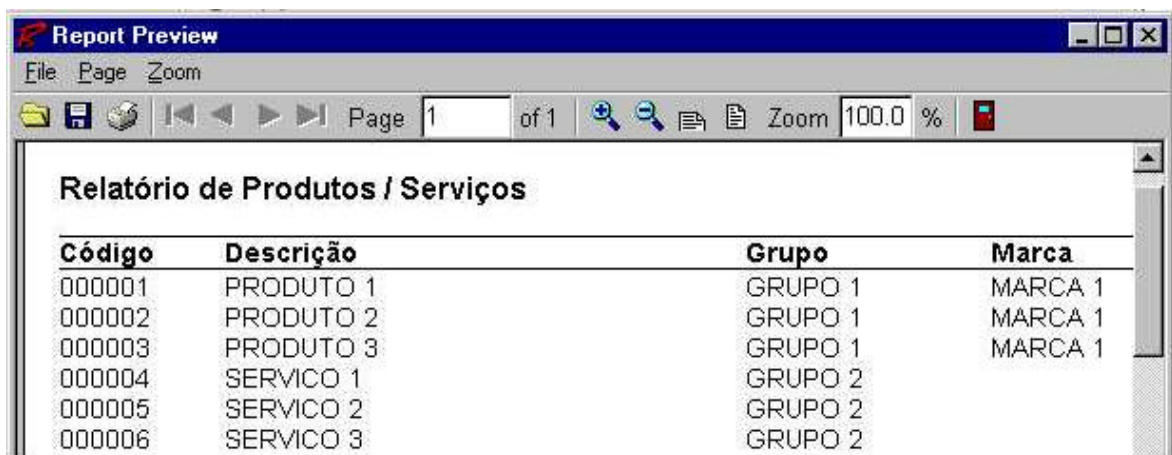 Report Preview
File Page Zoom
Page 1 of 1 Zoom 100.0 %
Relatório de Produtos / Serviços
Código Descrição Grupo Marca
000001 PRODUTO 1 GRUPO 1 MARCA 1
000002 PRODUTO 2 GRUPO 1 MARCA 1
000003 PRODUTO 3 GRUPO 1 MARCA 1
000004 SERVICO 1 GRUPO 2
000005 SERVICO 2 GRUPO 2
000006 SERVICO 3 GRUPO 2